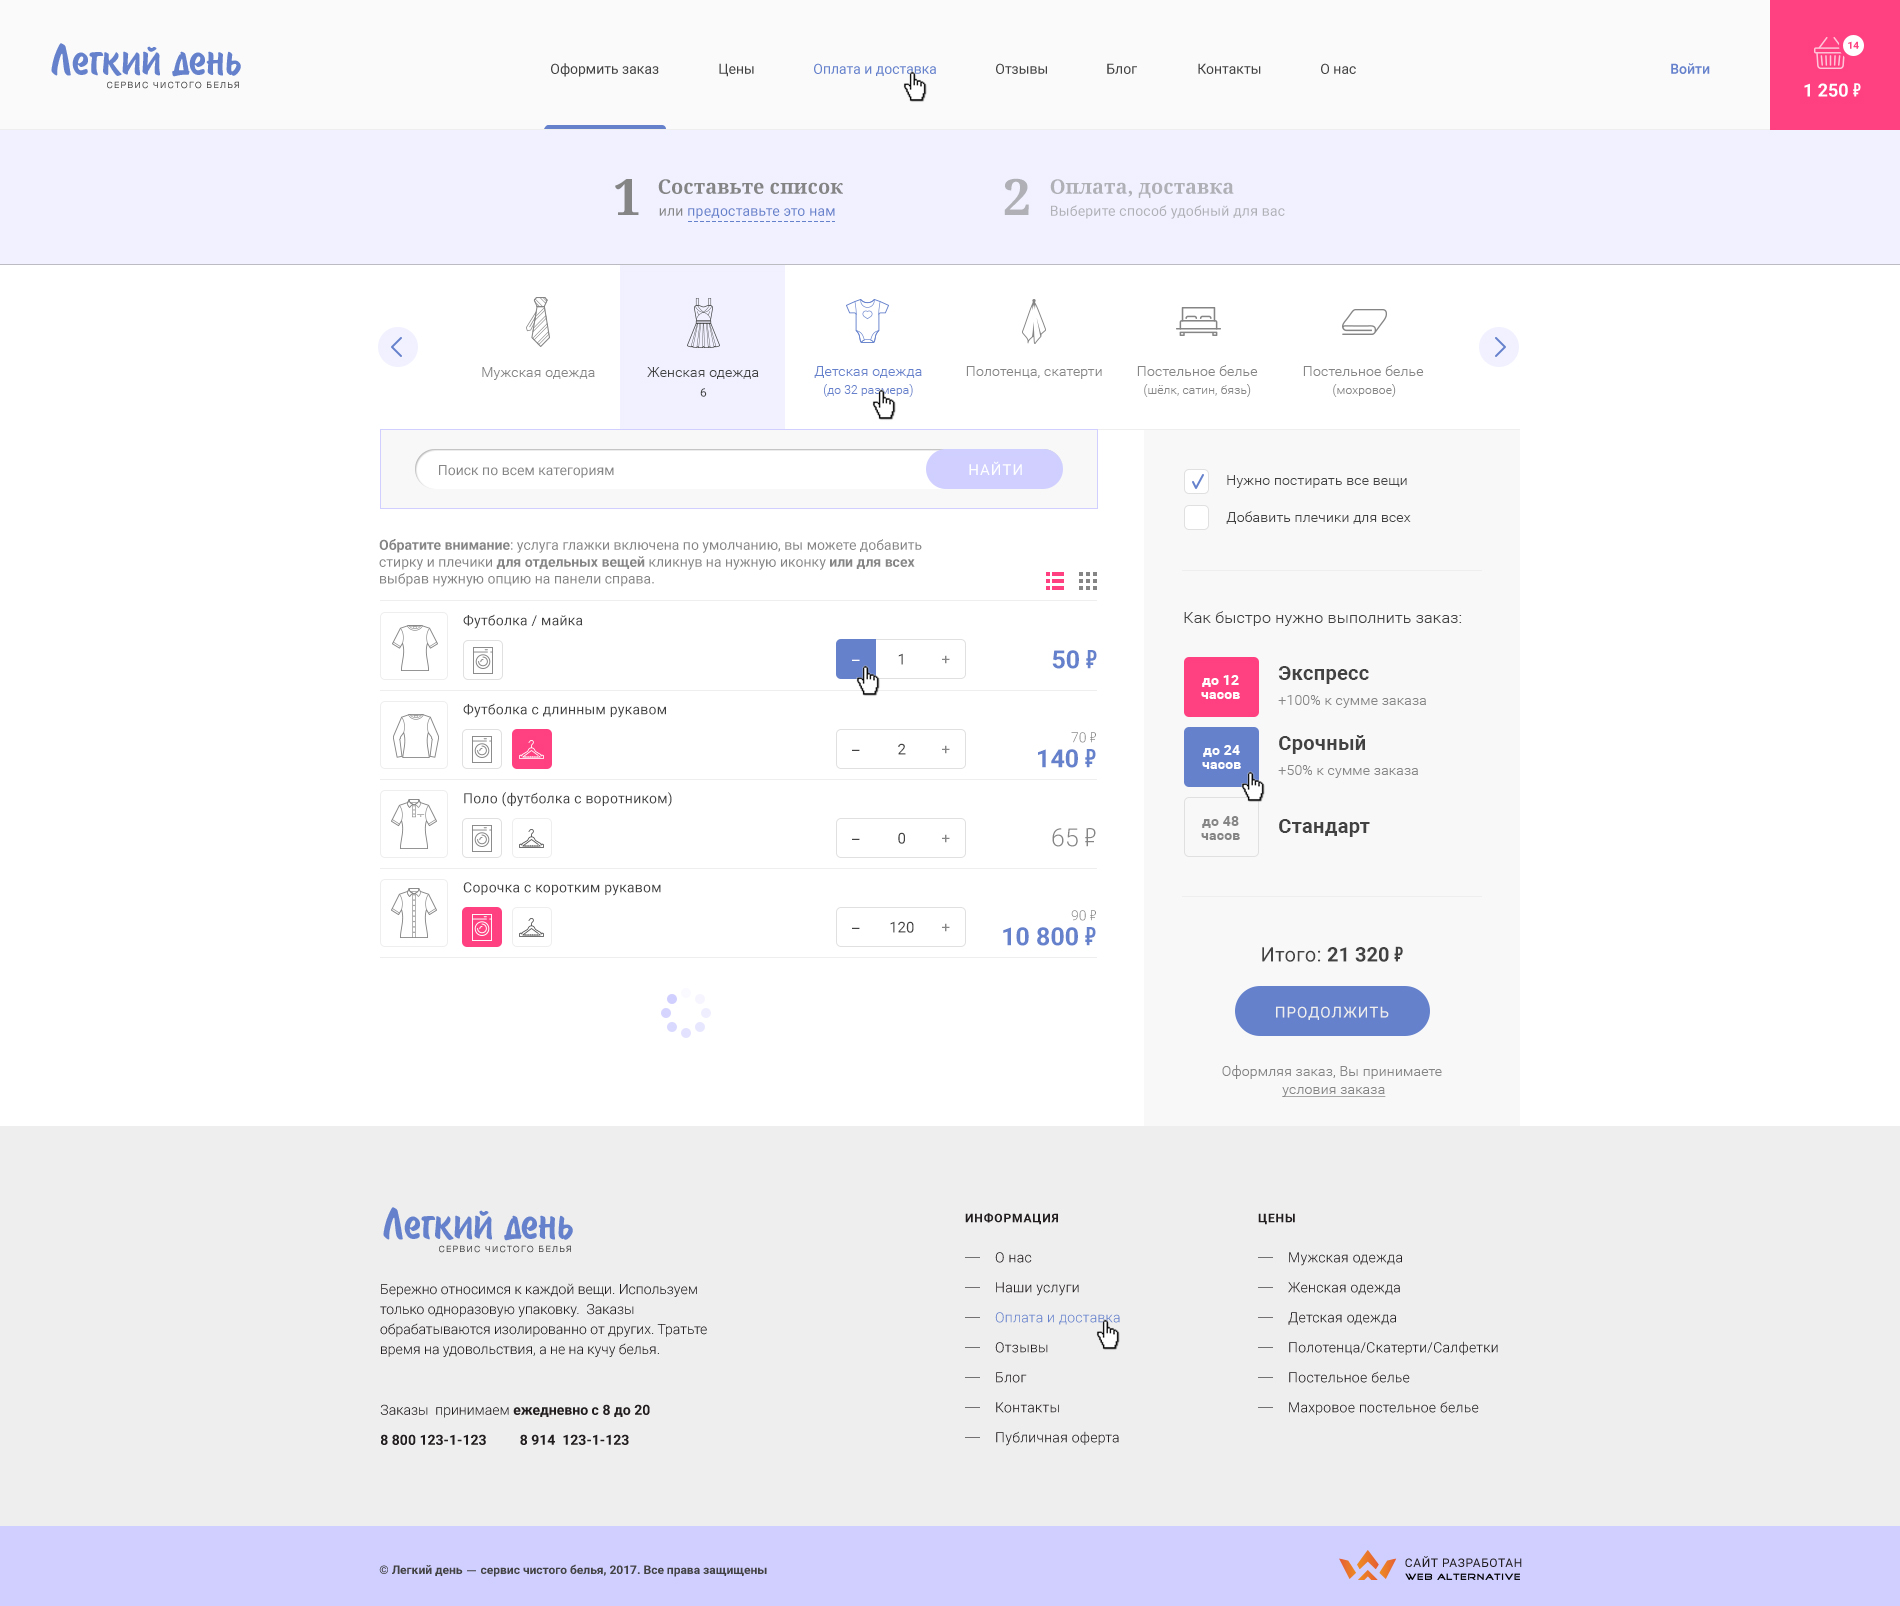 Легкий день
СЕРВИС ЧИСТОГО БЕЛЬЯ
Оформить заказ
Цены
Оплата и доставка
Отзывы
Блог
Контакты
О нас
Войти
14
1 250 ₽
1
Составьте список
или предоставьте это нам
2
Оплата, доставка
Выберите способ удобный для вас
Мужская одежда
Женская одежда
6
Детская одежда
(до 32 размера)
Полотенца, скатерти
Постельное белье
(шёлк, сатин, бязь)
Постельное белье
(мохровое)
Поиск по всем категориям
НАЙТИ
Обратите внимание: услуга глажки включена по умолчанию, вы можете добавить
стирку и плечики для отдельных вещей кликнув на нужную иконку или для всех
выбрав нужную опцию на панели справа.
Футболка / майка
– 1 +
50 ₽
Футболка с длинным рукавом
– 2 +
70 ₽
140 ₽
Поло (футболка с воротником)
– 0 +
65 ₽
Сорочка с коротким рукавом
– 120 +
90 ₽
10 800 ₽
Нужно постирать все вещи
Добавить плечики для всех
Как быстро нужно выполнить заказ:
до 12
часов
Экспресс
+100% к сумме заказа
до 24
часов
Срочный
+50% к сумме заказа
до 48
часов
Стандарт
Итого: 21 320 ₽
ПРОДОЛЖИТЬ
Оформляя заказ, Вы принимаете
условия заказа
Легкий день
СЕРВИС ЧИСТОГО БЕЛЬЯ
Бережно относимся к каждой вещи. Используем
только одноразовую упаковку. Заказы
обрабатываются изолированно от других. Тратьте
время на удовольствия, а не на кучу белья.
Заказы принимаем ежедневно с 8 до 20
8 800 123-1-123
8 914 123-1-123
ИНФОРМАЦИЯ
— О нас
— Наши услуги
— Оплата и доставка
— Отзывы
— Блог
— Контакты
— Публичная оферта
ЦЕНЫ
— Мужская одежда
— Женская одежда
— Детская одежда
— Полотенца/Скатерти/Салфетки
— Постельное белье
— Махровое постельное белье
© Легкий день — сервис чистого белья, 2017. Все права защищены
САЙТ РАЗРАБОТАН
WEB ALTERNATIVE